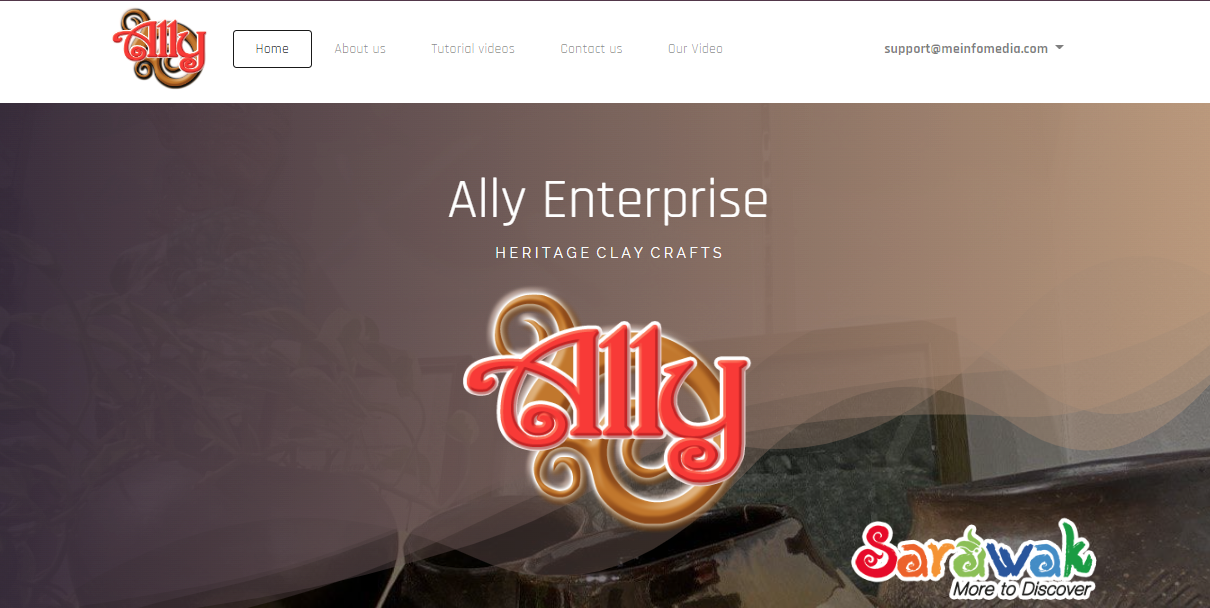 Ally
Home
About us
Tutorial videos
Contact us
Our Video
support@meinfomedia.com
Ally Enterprise
HERITAGE CLAY CRAFTS
Ally
Sarawak
More to Discover